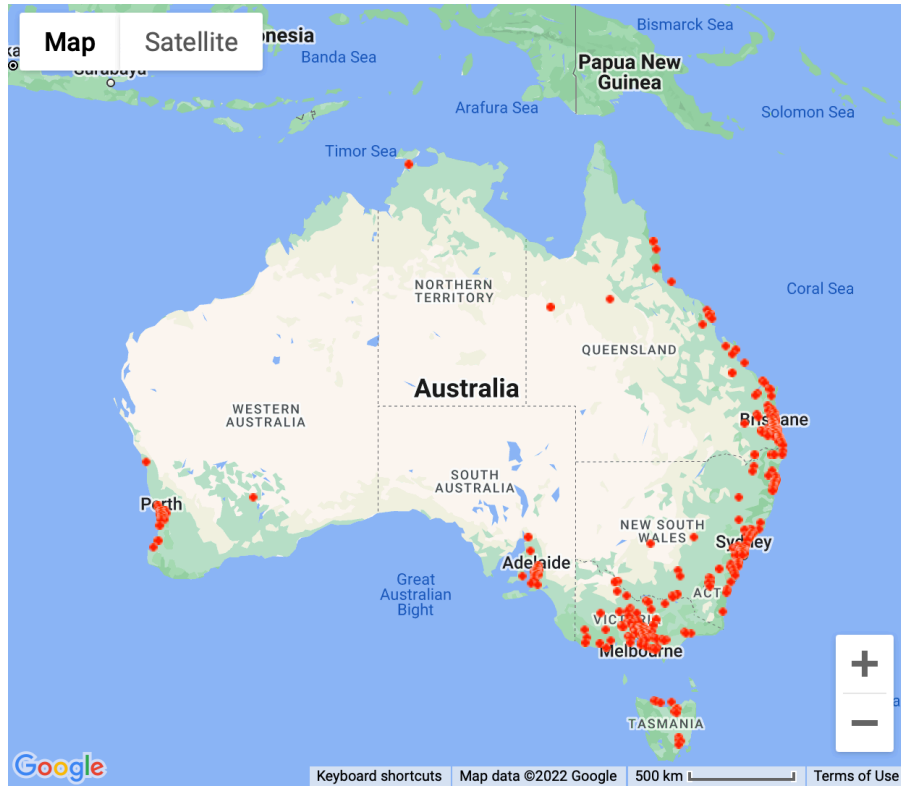 Map
Satellite
nesia
Bismarck Sea
Banda Sea
Papua New
Guinea
Surabaya
Arafura Sea
Solomon Sea
Timor Sea
NORTHERN
TERRITORY
Coral Sea
QUEENSLAND
Australia
WESTERN
AUSTRALIA
Brisbane
SOUTH
AUSTRALIA
Perth
NEW SOUTH
WALES
Sydney
Adelaide
Great
Australian
Bight
ACT
VICTORIA
Melbourne
TASMANIA
Google
Keyboard shortcuts
Map data ©2022 Google
500 km
Terms of Use